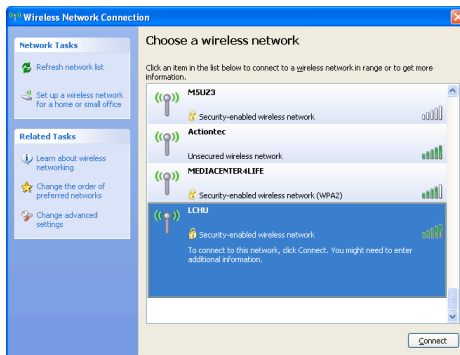 Wireless Network Connection
Network Tasks
Refresh network list
Set up a wireless network
for a home or small office
Related Tasks
Learn about wireless
networking
Change the order of
preferred networks
Change advanced
settings
Choose a wireless network
Click an item in the list below to connect to a wireless network in range or to get more
information.
M5UZ3
Security-enabled wireless network
Actiontec
Unsecured wireless network
MEDIACENTER4LIFE
Security-enabled wireless network (WPA2)
LCHU
Security-enabled wireless network
To connect to this network, click Connect. You might need to enter
additional information.
Connect